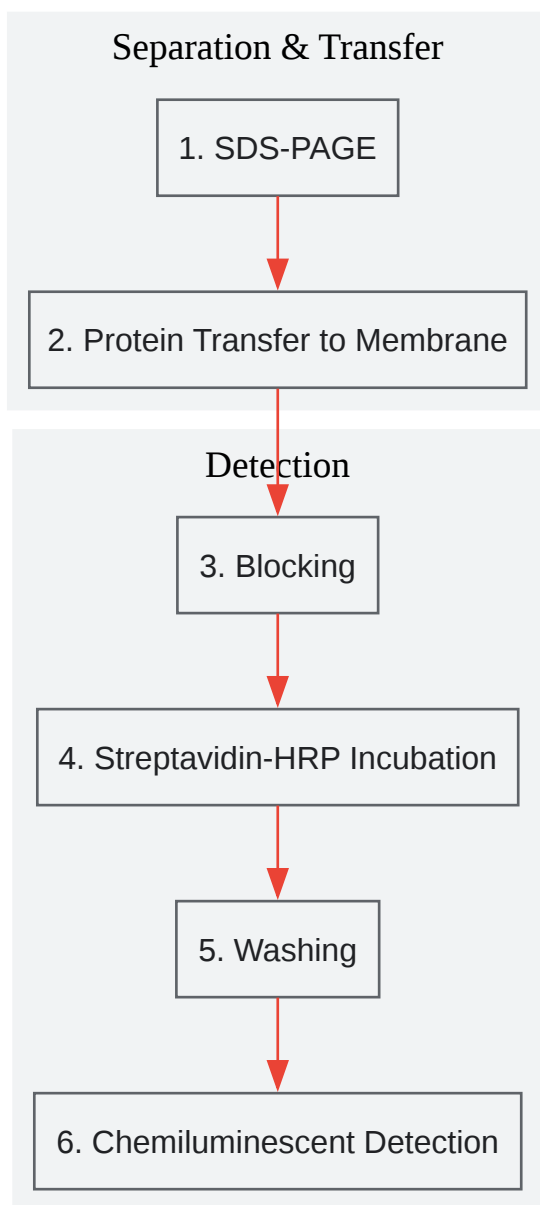 Separation & Transfer
1. SDS-PAGE
2. Protein Transfer to Membrane
Detection
3. Blocking
4. Streptavidin-HRP Incubation
5. Washing
6. Chemiluminescent Detection